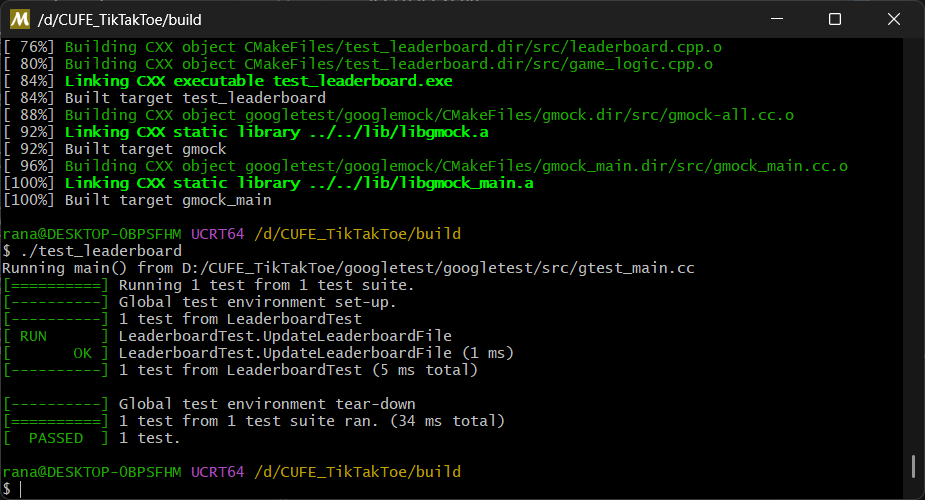 M /d/CUFE_TikTakToe/build
[ 76%] Building CXX object CMakeFiles/test_leaderboard.dir/src/leaderboard.cpp.o
[ 80%] Building CXX object CMakeFiles/test_leaderboard.dir/src/game_logic.cpp.o
[ 84%] Linking CXX executable test_leaderboard.exe
[ 84%] Built target test_leaderboard
[ 88%] Building CXX object googletest/googlemock/CMakeFiles/gmock.dir/src/gmock-all.cc.o
[ 92%] Linking CXX static library ../../lib/libgmock.a
[ 92%] Built target gmock
[ 96%] Building CXX object googletest/googlemock/CMakeFiles/gmock_main.dir/src/gmock_main.cc.o
[100%] Linking CXX static library ../../lib/libgmock_main.a
[100%] Built target gmock_main
rana@DESKTOP-OBPSFHM UCRT64 /d/CUFE_TikTakToe/build
$ ./test_leaderboard
Running main() from D:/CUFE_TikTakToe/googletest/googletest/src/gtest_main.cc
[==========] Running 1 test from 1 test suite.
[----------] Global test environment set-up.
[----------] 1 test from LeaderboardTest
[ RUN      ] LeaderboardTest.UpdateLeaderboardFile
[       OK ] LeaderboardTest.UpdateLeaderboardFile (1 ms)
[----------] 1 test from LeaderboardTest (5 ms total)
[----------] Global test environment tear-down
[==========] 1 test from 1 test suite ran. (34 ms total)
[  PASSED  ] 1 test.
rana@DESKTOP-OBPSFHM UCRT64 /d/CUFE_TikTakToe/build
$